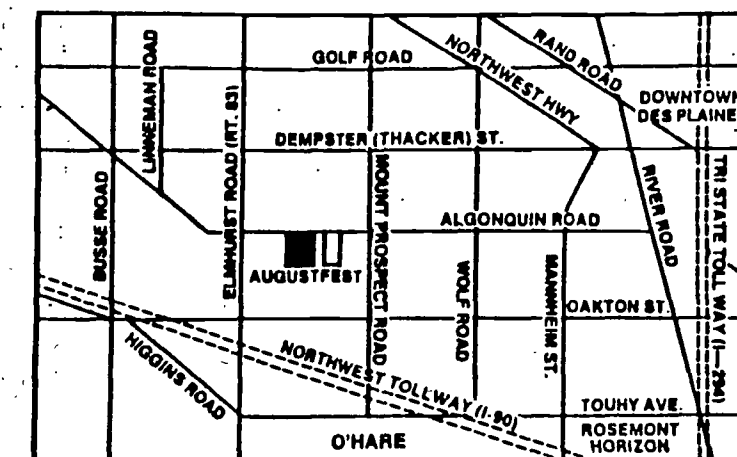 RAND ROAD
NORTHWEST HWY
GOLF ROAD
LINNEMAN ROAD
ELMHURST ROAD (RT. 83)
DOWNTOWN
DES PLAINE
DEMPSTER (THACKER) ST.
BUSSE ROAD
MOUNT PROSPECT ROAD
RIVER ROAD
TRI STATE TOLL WAY (I-294)
ALGONQUIN ROAD
AUGUSTFEST
WOLF ROAD
MANNHEIM ST.
OAKTON ST.
HIGGINS ROAD
NORTHWEST TOLLWAY (I-90)
TOUHY AVE.
O'HARE
ROSEMONT
HORIZON